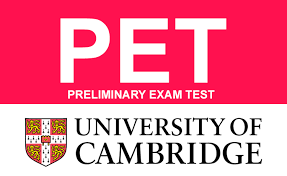 PET
PRELIMINARY EXAM TEST
UNIVERSITY OF
CAMBRIDGE